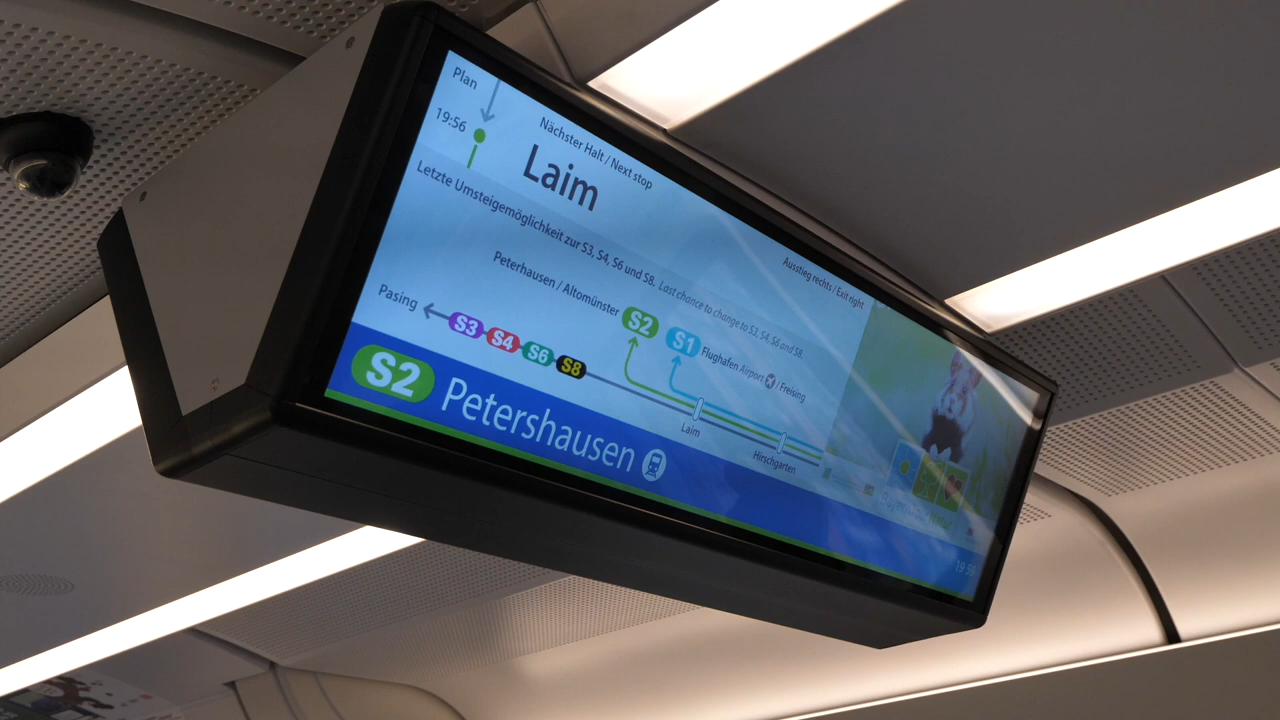 Plan
19:56
Nächster Halt / Next stop
Laim
Ausstieg rechts / Exit right
Letzte Umsteigemöglichkeit zur S3, S4, S6 und S8. Last chance to change to S3, S4, S6 and S8.
Peterhausen / Altomünster S2 S1 Flughafen Airport / Freising
Pasing S3 S4 S6 S8
Laim
Hirschgarten
S2 Petershausen